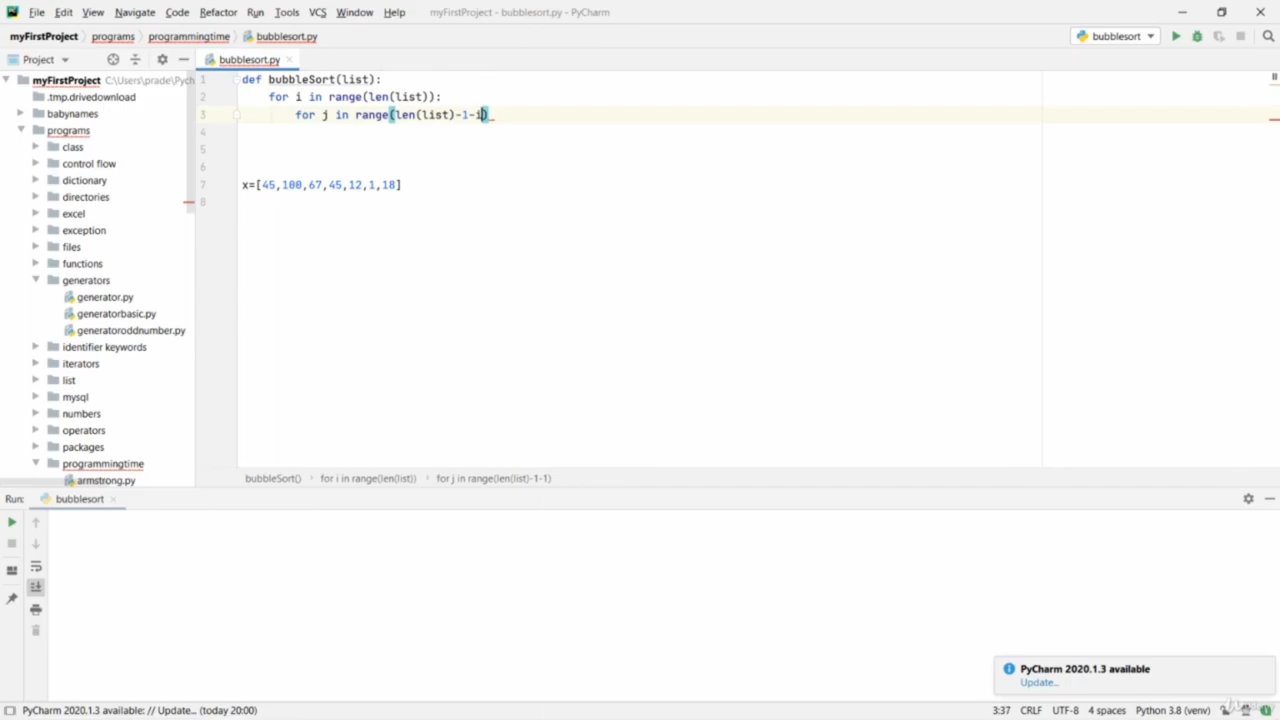 File Edit View Navigate Code Refactor Run Tools VCS Window Help myFirstProject - bubblesort.py - PyCharm
myFirstProject programs programmingtime bubblesort.py bubblesort
Project bubblesort.py
myFirstProject C:\Users\prade\Pych
.tmp.drivedownload
babynames
programs
class
control flow
dictionary
directories
excel
exception
files
functions
generators
generator.py
generatorbasic.py
generatoroddnumber.py
identifier keywords
iterators
list
mysql
numbers
operators
packages
programmingtime
armstrong.py
1 def bubbleSort(list):
2 for i in range(len(list)):
3 for j in range(len(list)-1-i)
4
5
6
7 x=[45,100,67,45,12,1,18]
8
bubbleSort() › for i in range(len(list)) › for j in range(len(list)-1-1)
Run: bubblesort
PyCharm 2020.1.3 available
Update...
PyCharm 2020.1.3 available: // Update... (today 20:00) 3:37 CRLF UTF-8 4 spaces Python 3.8 (venv)